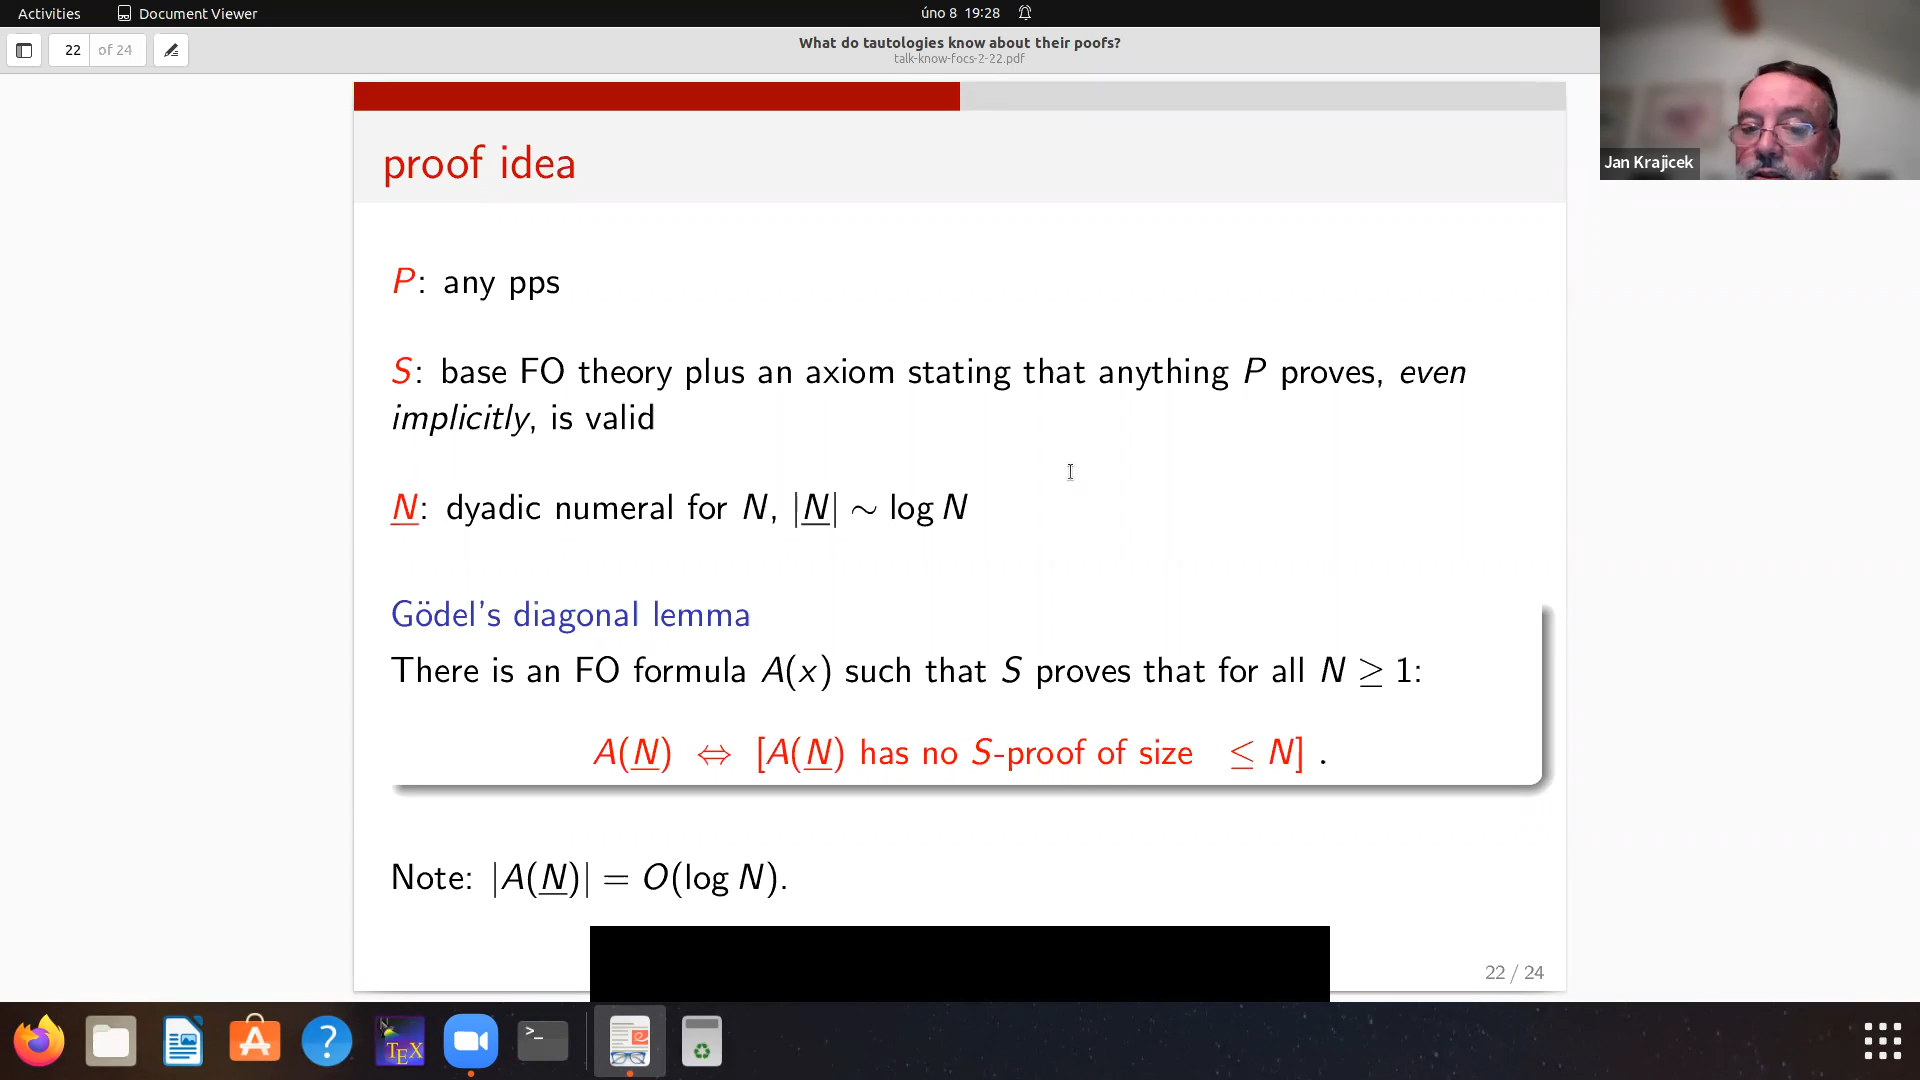 Activities
Document Viewer
úno 8 19:28
22 of 24
What do tautologies know about their poofs?
talk-know-focs-2-22.pdf
Jan Krajicek
proof idea
P: any pps
S: base FO theory plus an axiom stating that anything P proves, even
implicitly, is valid
N: dyadic numeral for N, |N| ∼ log N
Gödel's diagonal lemma
There is an FO formula A(x) such that S proves that for all N ≥ 1:
A(N) ⇔ [A(N) has no S-proof of size ≤ N] .
Note: |A(N)| = O(log N).
22 / 24
TEX